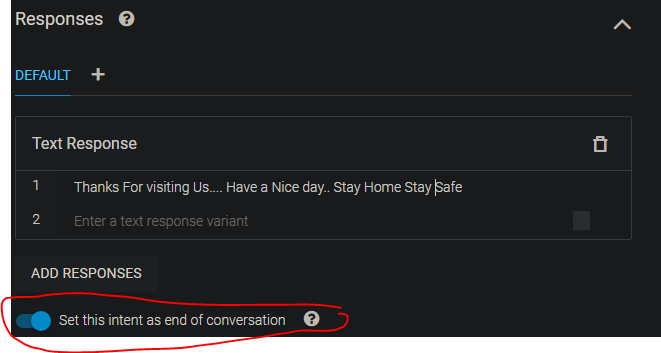 Responses ?
DEFAULT +
Text Response
1 Thanks For visiting Us.... Have a Nice day.. Stay Home Stay Safe
2 Enter a text response variant
ADD RESPONSES
Set this intent as end of conversation ?